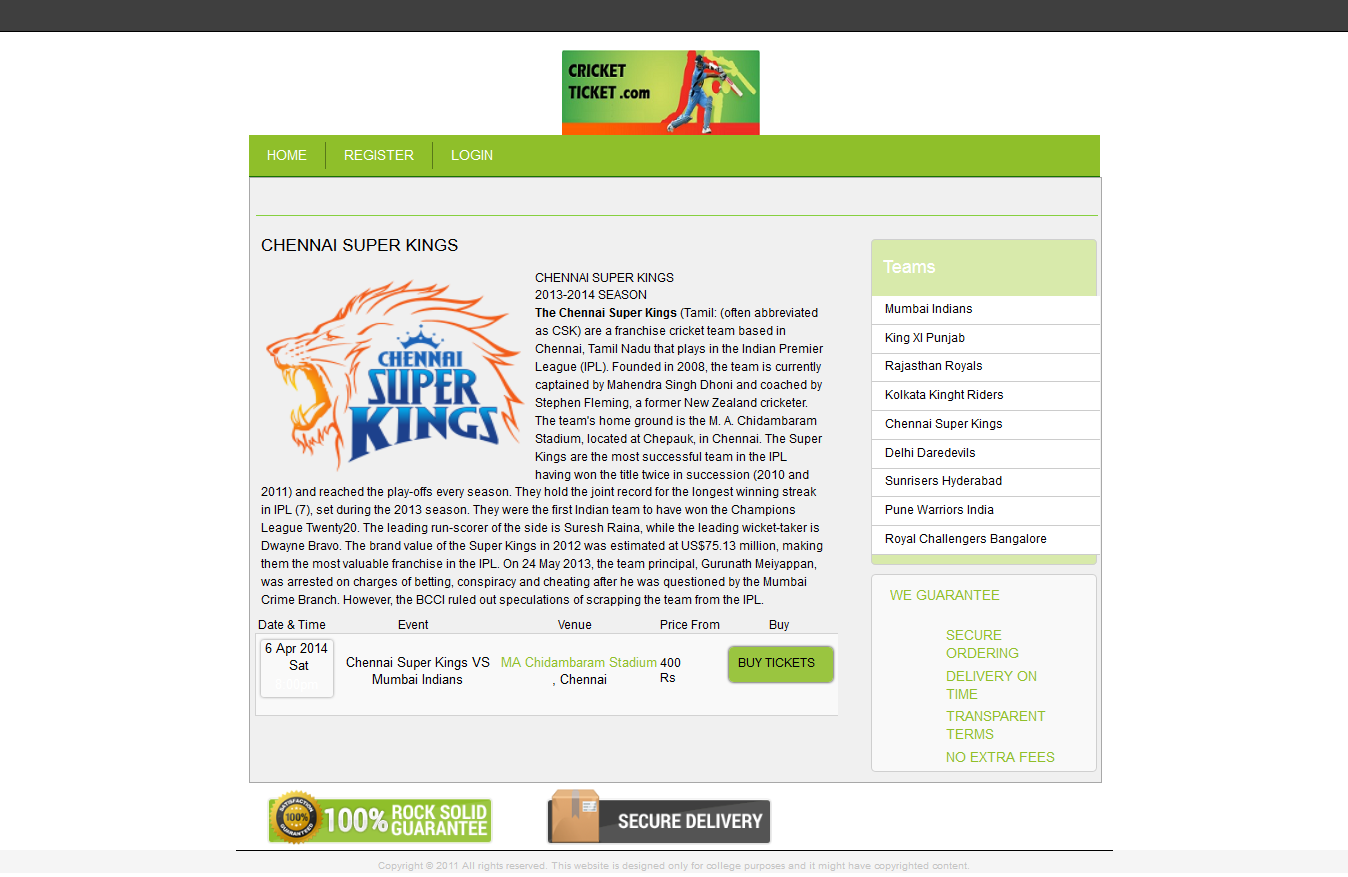 CRICKET
TICKET .com
HOME
REGISTER
LOGIN
CHENNAI SUPER KINGS
CHENNAI
SUPER
KINGS
CHENNAI SUPER KINGS
2013-2014 SEASON
The Chennai Super Kings (Tamil: (often abbreviated
as CSK) are a franchise cricket team based in
Chennai, Tamil Nadu that plays in the Indian Premier
League (IPL). Founded in 2008, the team is currently
captained by Mahendra Singh Dhoni and coached by
Stephen Fleming, a former New Zealand cricketer.
The team's home ground is the M. A. Chidambaram
Stadium, located at Chepauk, in Chennai. The Super
Kings are the most successful team in the IPL
having won the title twice in succession (2010 and
2011) and reached the play-offs every season. They hold the joint record for the longest winning streak
in IPL (7), set during the 2013 season. They were the first Indian team to have won the Champions
League Twenty20. The leading run-scorer of the side is Suresh Raina, while the leading wicket-taker is
Dwayne Bravo. The brand value of the Super Kings in 2012 was estimated at US$75.13 million, making
them the most valuable franchise in the IPL. On 24 May 2013, the team principal, Gurunath Meiyappan,
was arrested on charges of betting, conspiracy and cheating after he was questioned by the Mumbai
Crime Branch. However, the BCCI ruled out speculations of scrapping the team from the IPL.
Date & Time Event Venue Price From Buy
6 Apr 2014
Sat
Chennai Super Kings VS
Mumbai Indians
MA Chidambaram Stadium
, Chennai
400
Rs
BUY TICKETS
Teams
Mumbai Indians
King XI Punjab
Rajasthan Royals
Kolkata Kinght Riders
Chennai Super Kings
Delhi Daredevils
Sunrisers Hyderabad
Pune Warriors India
Royal Challengers Bangalore
WE GUARANTEE
SECURE
ORDERING
DELIVERY ON
TIME
TRANSPARENT
TERMS
NO EXTRA FEES
SATISFACTION
100%
GUARANTEED
100% ROCK SOLID
GUARANTEE
SECURE DELIVERY
Copyright © 2011 All rights reserved. This website is designed only for college purposes and it might have copyrighted content.